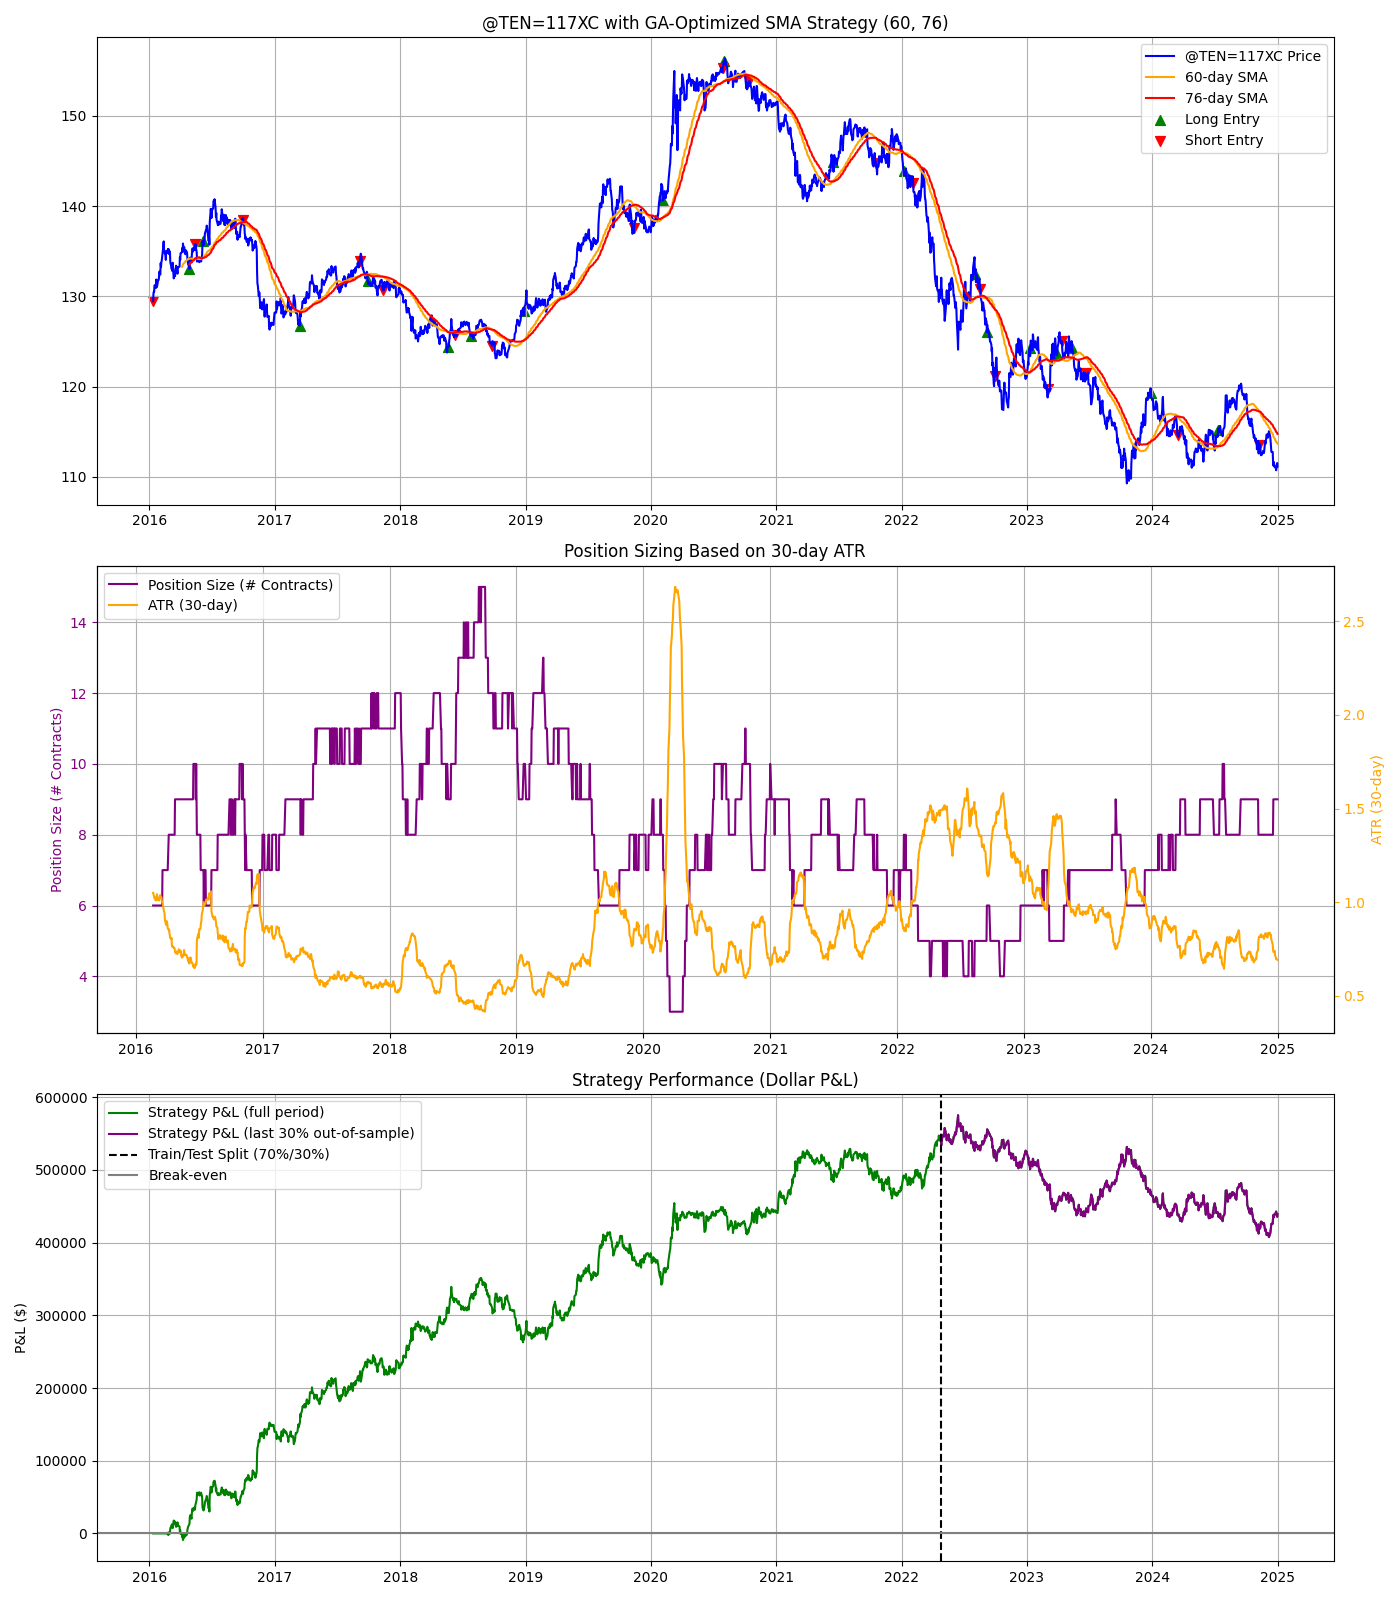 @TEN=117XC with GA-Optimized SMA Strategy (60, 76)
@TEN=117XC Price
60-day SMA
76-day SMA
Long Entry
Short Entry
150
140
130
120
110
2016 2017 2018 2019 2020 2021 2022 2023 2024 2025
Position Sizing Based on 30-day ATR
Position Size (# Contracts)
ATR (30-day)
Position Size (# Contracts)
14
12
10
8
6
4
2.5
2.0
1.5
1.0
0.5
ATR (30-day)
2016 2017 2018 2019 2020 2021 2022 2023 2024 2025
Strategy Performance (Dollar P&L)
Strategy P&L (full period)
Strategy P&L (last 30% out-of-sample)
Train/Test Split (70%/30%)
Break-even
P&L ($)
600000
500000
400000
300000
200000
100000
0
2016 2017 2018 2019 2020 2021 2022 2023 2024 2025